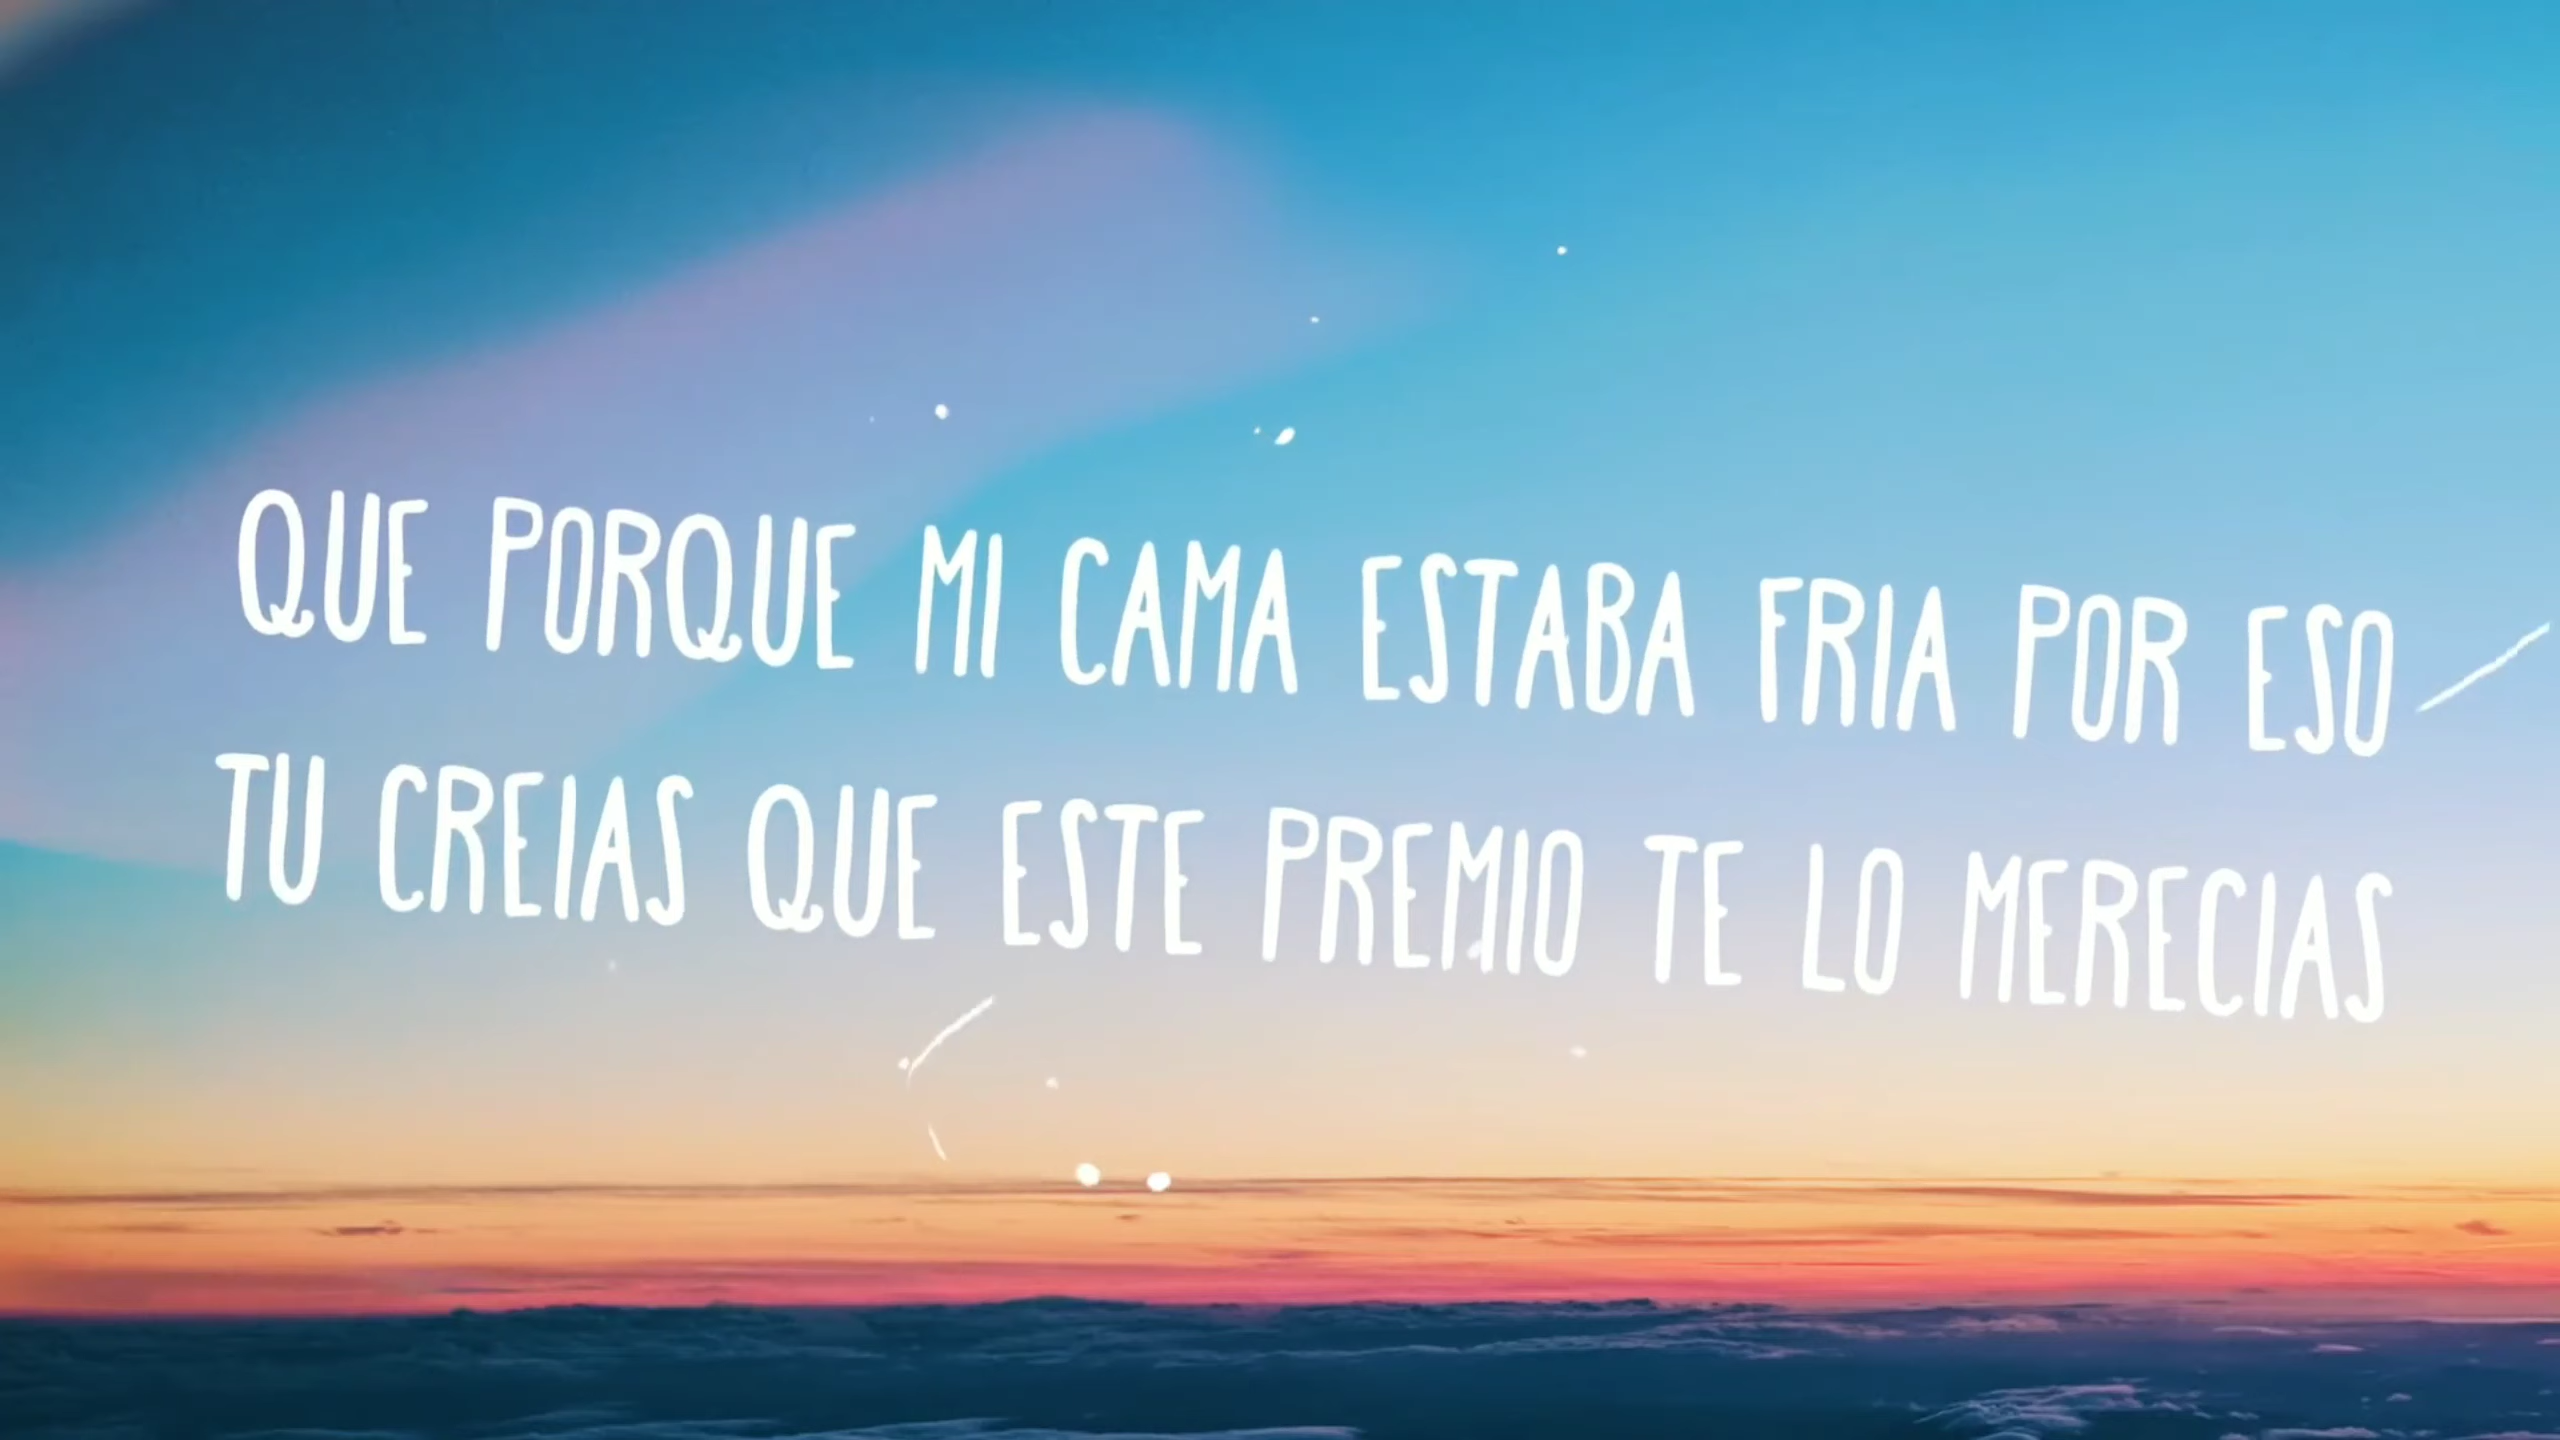 QUE PORQUE MI CAMA ESTABA FRIA POR ESO
TU CREIAS QUE ESTE PREMIO TE LO MERECIAS